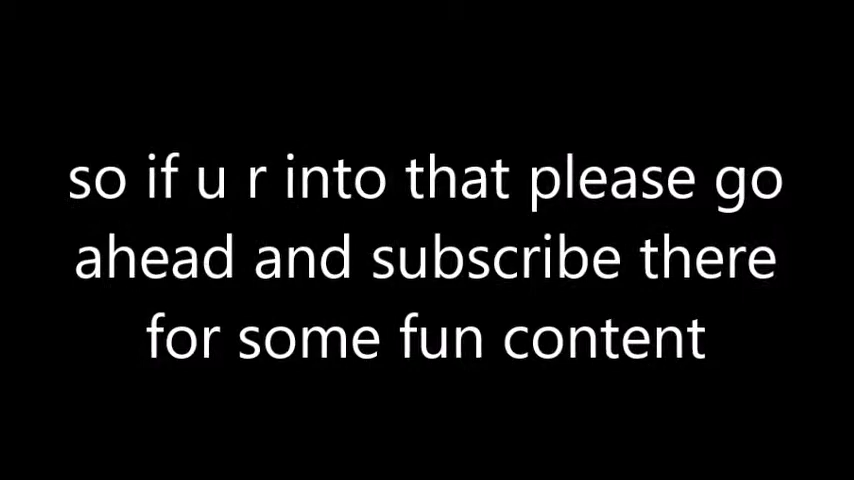 so if u r into that please go
ahead and subscribe there
for some fun content